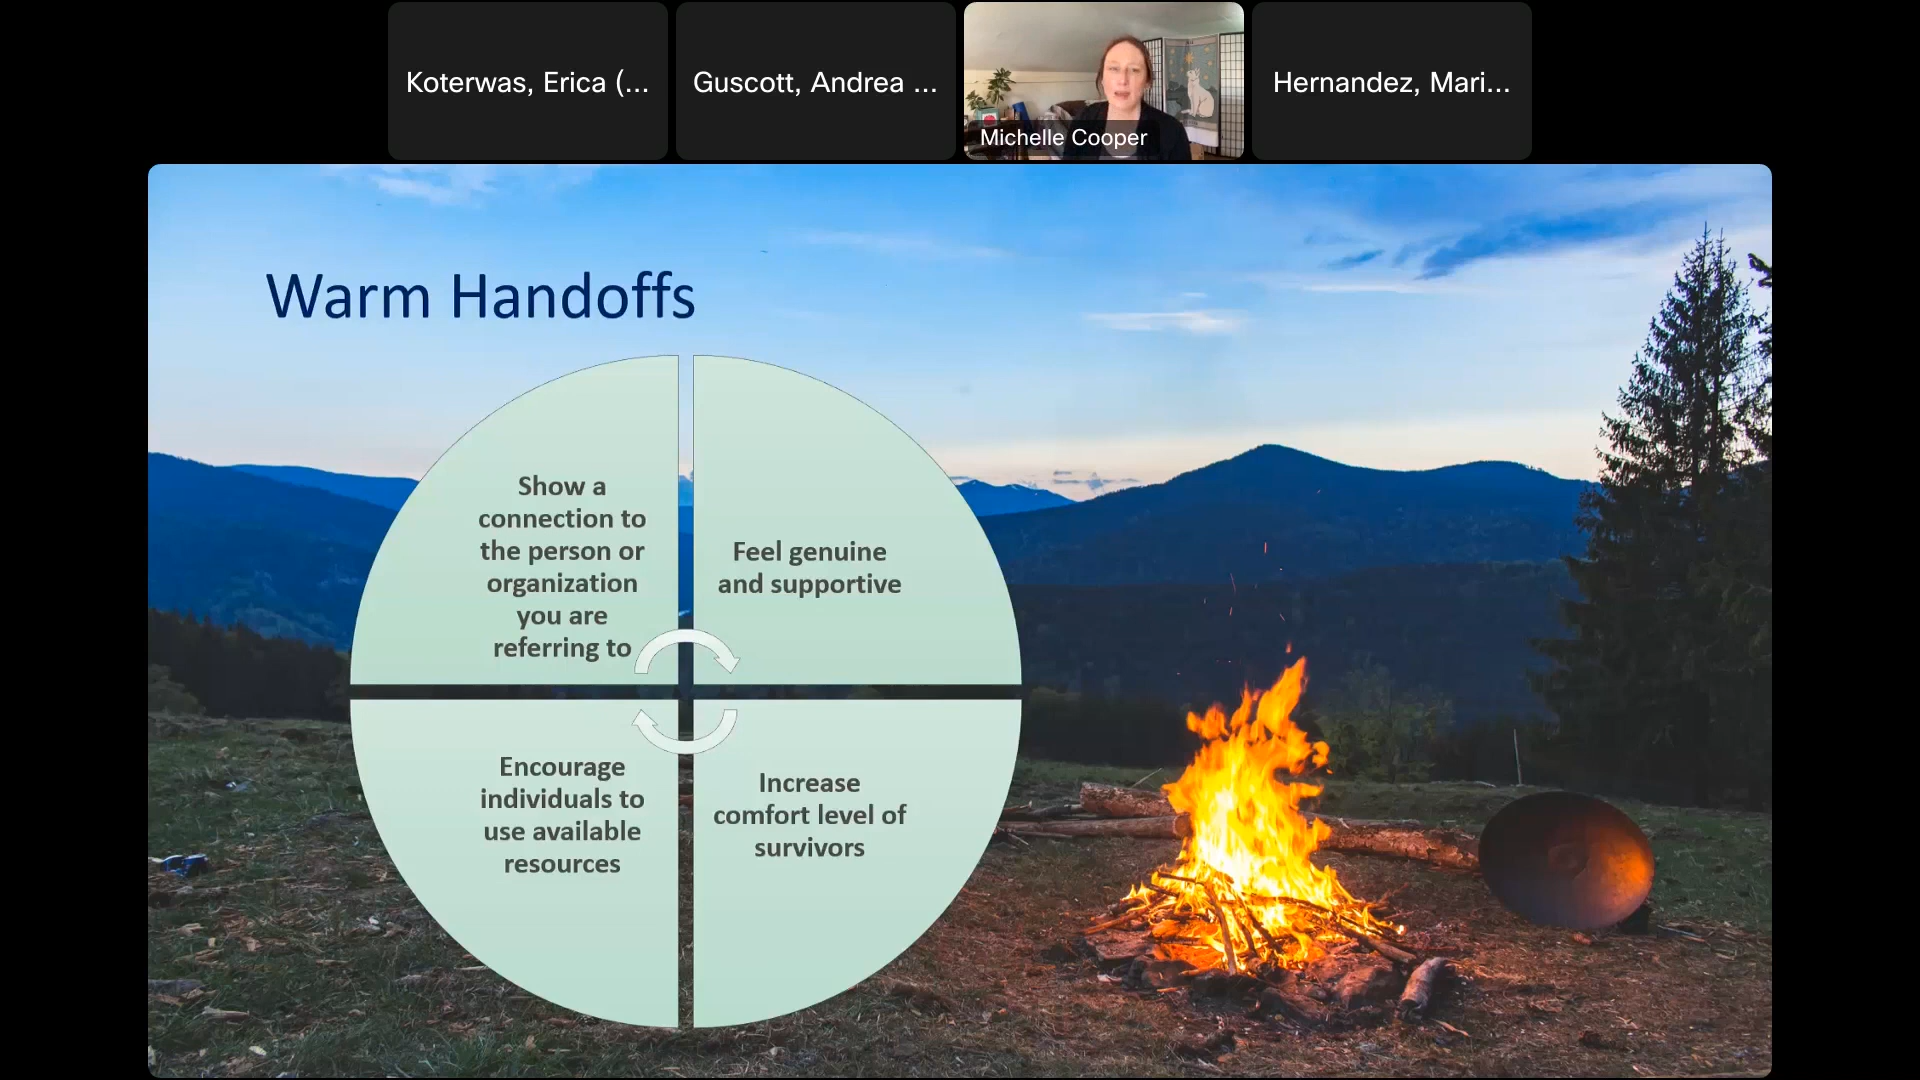 Koterwas, Erica (...
Guscott, Andrea ...
Michelle Cooper
Hernandez, Mari...
Warm Handoffs
Show a
connection to
the person or
organization
you are
referring to
Feel genuine
and supportive
Encourage
individuals to
use available
resources
Increase
comfort level of
survivors